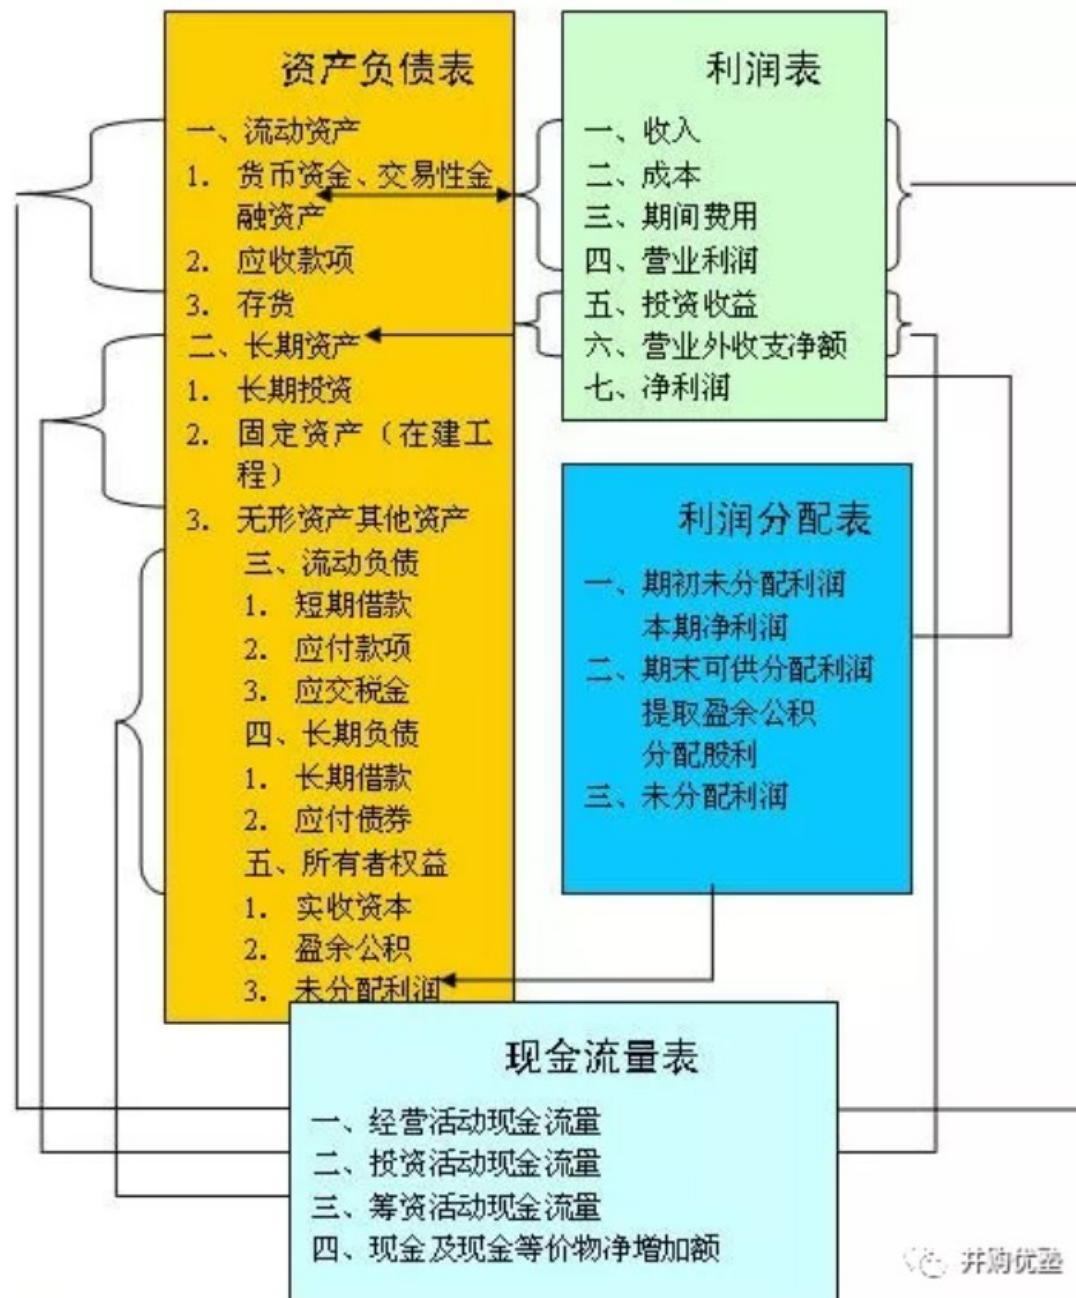 资产负债表
一、流动资产
1. 货币资金、交易性金
融资产
2. 应收款项
3. 存货
二、长期资产
1. 长期投资
2. 固定资产（在建工
程）
3. 无形资产其他资产
三、流动负债
1. 短期借款
2. 应付款项
3. 应交税金
四、长期负债
1. 长期借款
2. 应付债券
五、所有者权益
1. 实收资本
2. 盈余公积
3. 未分配利润
利润表
一、收入
二、成本
三、期间费用
四、营业利润
五、投资收益
六、营业外收支净额
七、净利润
利润分配表
一、期初未分配利润
本期净利润
二、期末可供分配利润
提取盈余公积
分配股利
三、未分配利润
现金流量表
一、经营活动现金流量
二、投资活动现金流量
三、筹资活动现金流量
四、现金及现金等价物净增加额
并购优塾